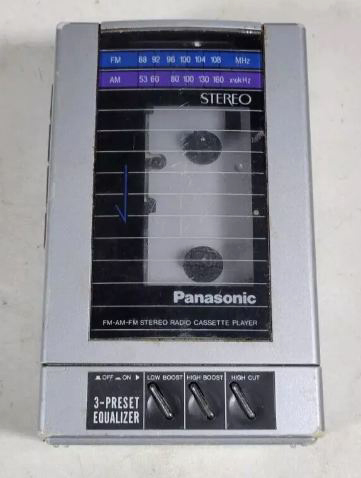 FM 88 92 96 100 104 108 MHz
AM 53 60 80 100 130 160 x10kHz
STEREO
Panasonic
FM-AM-FM STEREO RADIO CASSETTE PLAYER
OFF ON LOW BOOST HIGH BOOST HIGH CUT
3-PRESET
EQUALIZER